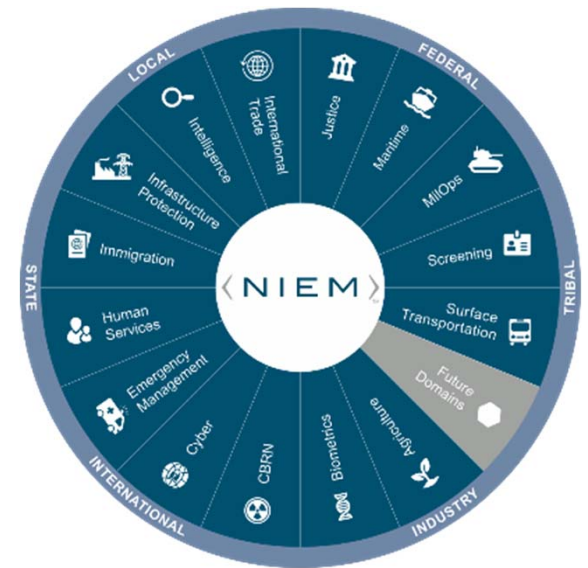 LOCAL
FEDERAL
TRIBAL
INDUSTRY
INTERNATIONAL
STATE
Justice
Maritime
MilOps
Screening
Surface
Transportation
Future
Domains
Agriculture
Biometrics
CBRN
Cyber
Emergency
Management
Human
Services
Immigration
Infrastructure
Protection
Intelligence
International
Trade
NIEM